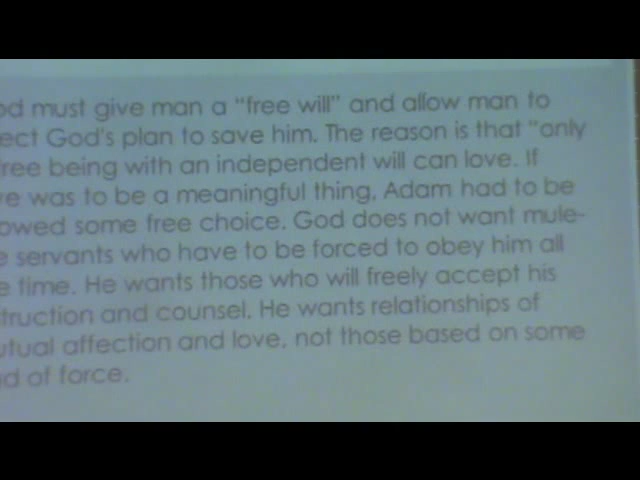 od must give man a “free will” and allow man to
ect God's plan to save him. The reason is that “only
free being with an independent will can love. If
e was to be a meaningful thing, Adam had to be
owed some free choice. God does not want mule-
e servants who have to be forced to obey him all
e time. He wants those who will freely accept his
truction and counsel. He wants relationships of
utual affection and love, not those based on some
d of force.